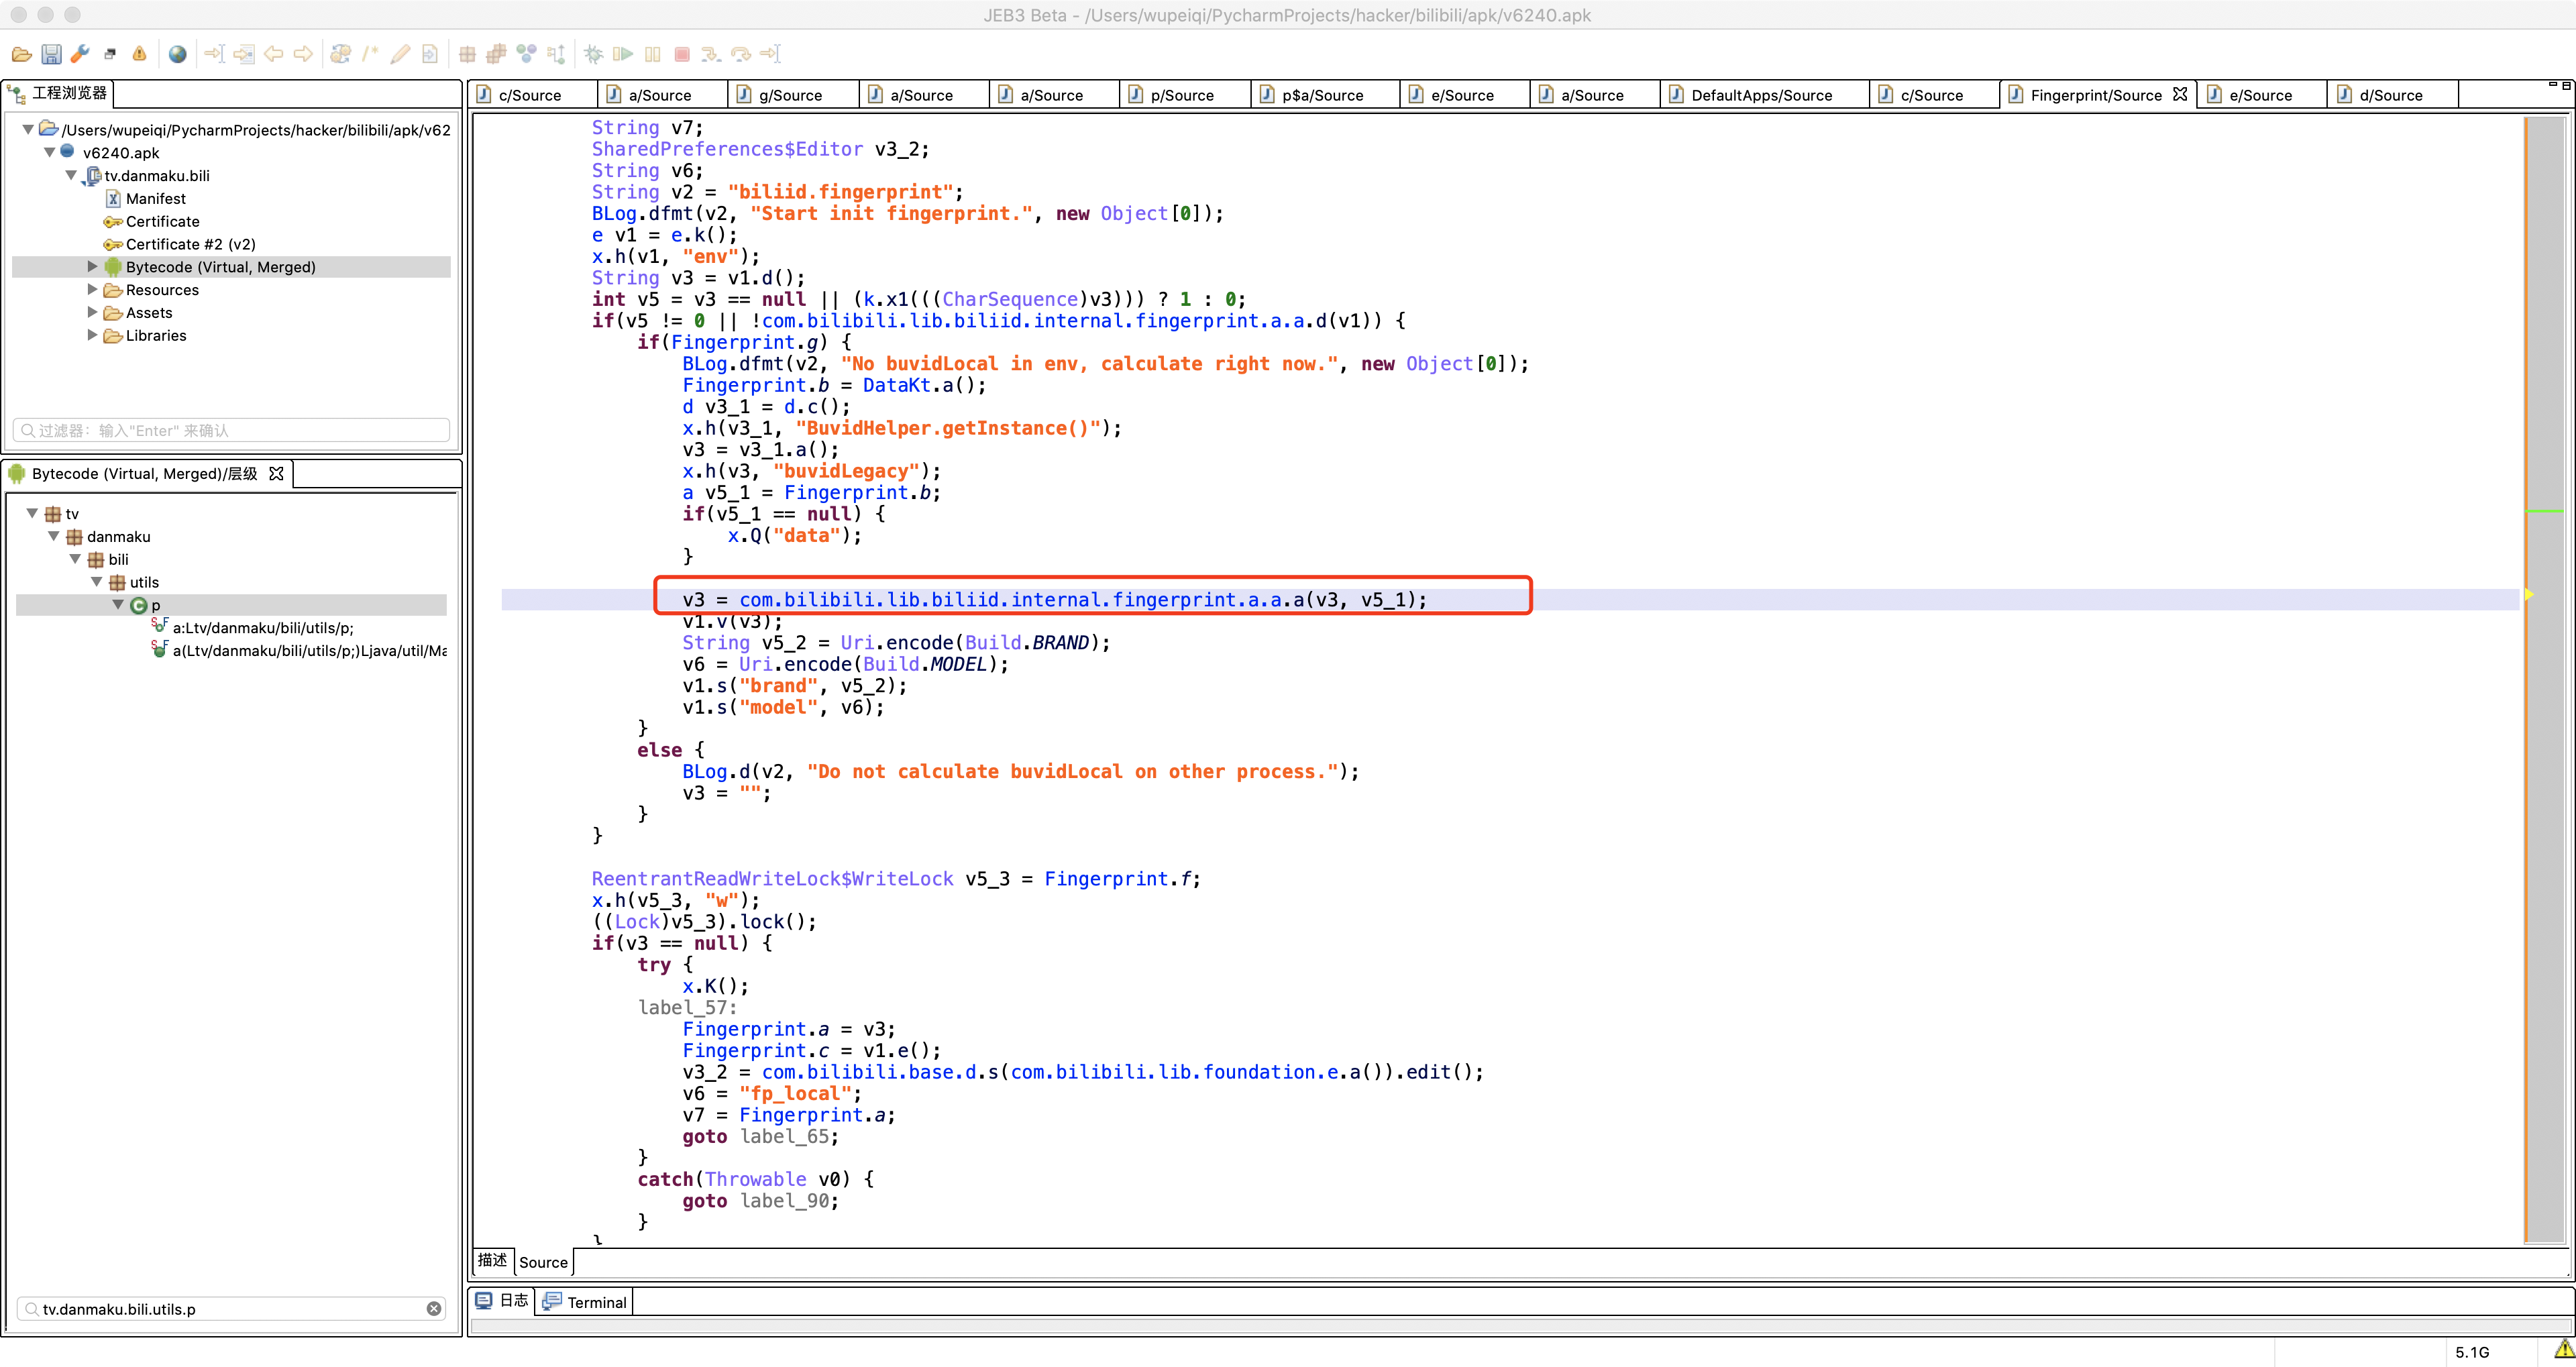 JEB3 Beta - /Users/wupeiqi/PycharmProjects/hacker/bilibili/apk/v6240.apk
工程浏览器
/Users/wupeiqi/PycharmProjects/hacker/bilibili/apk/v62
v6240.apk
tv.danmaku.bili
Manifest
Certificate
Certificate #2 (v2)
Bytecode (Virtual, Merged)
Resources
Assets
Libraries
过滤器：输入"Enter" 来确认
Bytecode (Virtual, Merged)/层级
tv
danmaku
bili
utils
p
a:Ltv/danmaku/bili/utils/p;
a(Ltv/danmaku/bili/utils/p;)Ljava/util/Ma
tv.danmaku.bili.utils.p
c/Source a/Source g/Source a/Source a/Source p/Source p$a/Source e/Source a/Source DefaultApps/Source c/Source Fingerprint/Source e/Source d/Source
String v7;
SharedPreferences$Editor v3_2;
String v6;
String v2 = "biliid.fingerprint";
BLog.dfmt(v2, "Start init fingerprint.", new Object[0]);
e v1 = e.k();
x.h(v1, "env");
String v3 = v1.d();
int v5 = v3 == null || (k.x1(((CharSequence)v3))) ? 1 : 0;
if(v5 != 0 || !com.bilibili.lib.biliid.internal.fingerprint.a.a.d(v1)) {
if(Fingerprint.g) {
BLog.dfmt(v2, "No buvidLocal in env, calculate right now.", new Object[0]);
Fingerprint.b = DataKt.a();
d v3_1 = d.c();
x.h(v3_1, "BuvidHelper.getInstance()");
v3 = v3_1.a();
x.h(v3, "buvidLegacy");
a v5_1 = Fingerprint.b;
if(v5_1 == null) {
x.Q("data");
}
v3 = com.bilibili.lib.biliid.internal.fingerprint.a.a.a(v3, v5_1);
v1.v(v3);
String v5_2 = Uri.encode(Build.BRAND);
v6 = Uri.encode(Build.MODEL);
v1.s("brand", v5_2);
v1.s("model", v6);
}
else {
BLog.d(v2, "Do not calculate buvidLocal on other process.");
v3 = "";
}
}
ReentrantReadWriteLock$WriteLock v5_3 = Fingerprint.f;
x.h(v5_3, "w");
((Lock)v5_3).lock();
if(v3 == null) {
try {
x.K();
label_57:
Fingerprint.a = v3;
Fingerprint.c = v1.e();
v3_2 = com.bilibili.base.d.s(com.bilibili.lib.foundation.e.a()).edit();
v6 = "fp_local";
v7 = Fingerprint.a;
goto label_65;
}
catch(Throwable v0) {
goto label_90;
}
}
描述 Source
日志 Terminal
5.1G